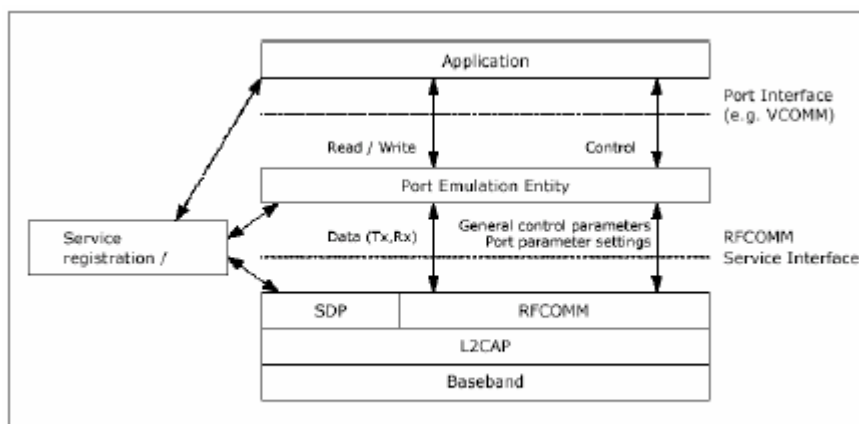 Application
Port Interface
(e.g. VCOMM)
Read / Write
Control
Port Emulation Entity
Service
registration /
Data (Tx,Rx)
General control parameters
Port parameter settings
RFCOMM
Service Interface
SDP
RFCOMM
L2CAP
Baseband